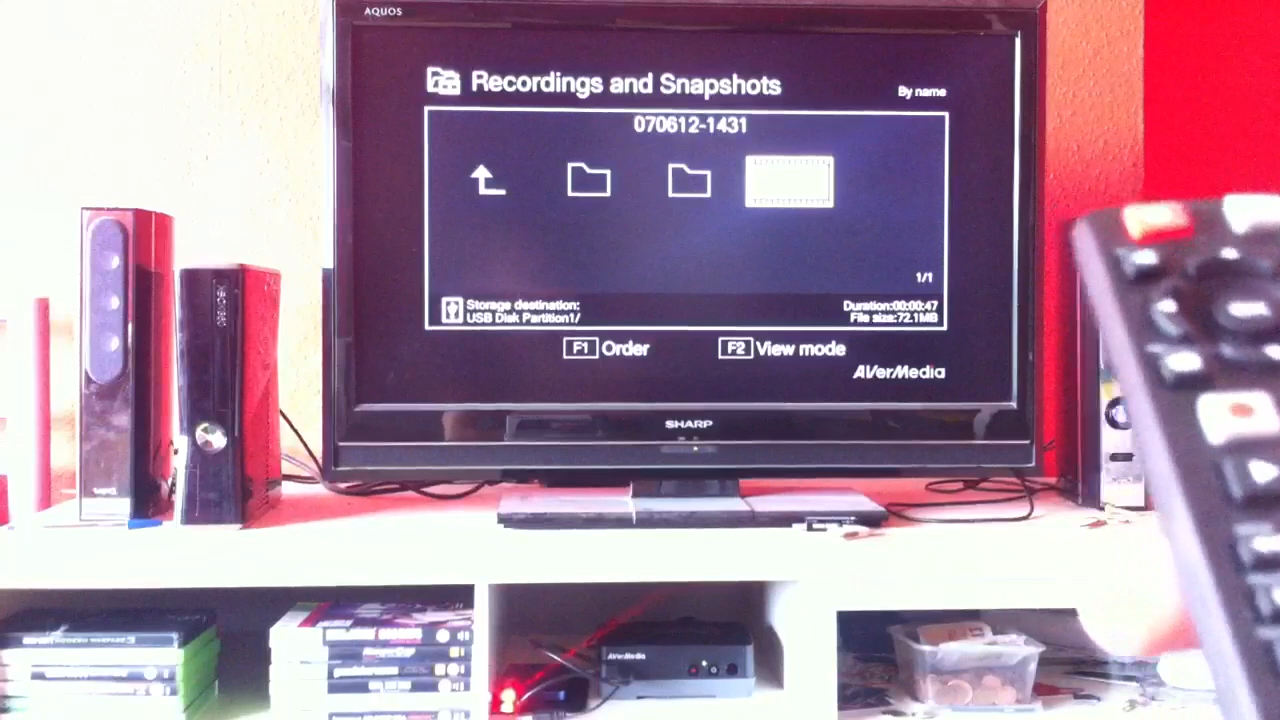 AQUOS
Recordings and Snapshots
By name
070612-1431
1/1
Storage destination:
USB Disk Partition1/
Duration:00:00:47
File size:72.1MB
F1 Order
F2 View mode
AVerMedia
SHARP
XBOX360
AVerMedia